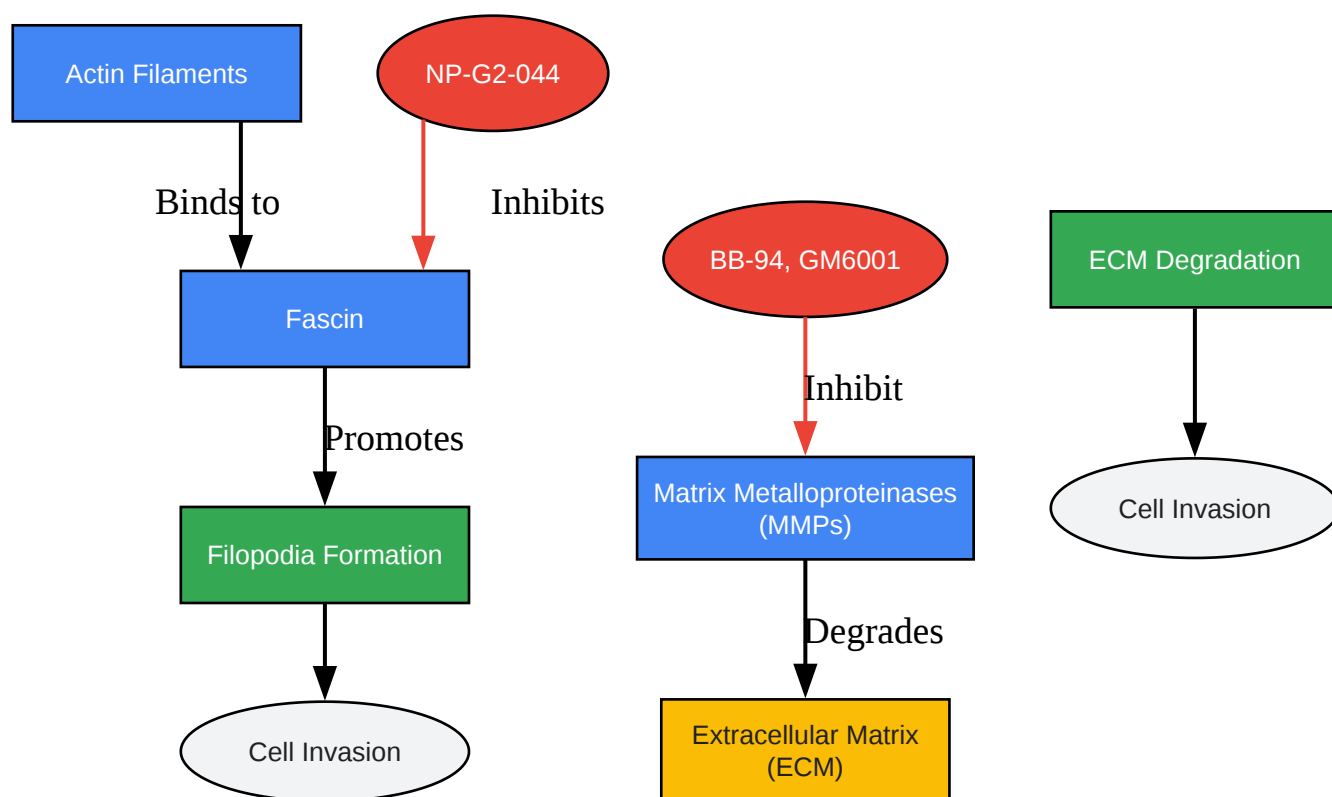 Actin Filaments
NP-G2-044
Binds to
Inhibits
Fascin
Promotes
Filopodia Formation
Cell Invasion
BB-94, GM6001
Inhibit
Matrix Metalloproteinases
(MMPs)
Degrades
Extracellular Matrix
(ECM)
ECM Degradation
Cell Invasion